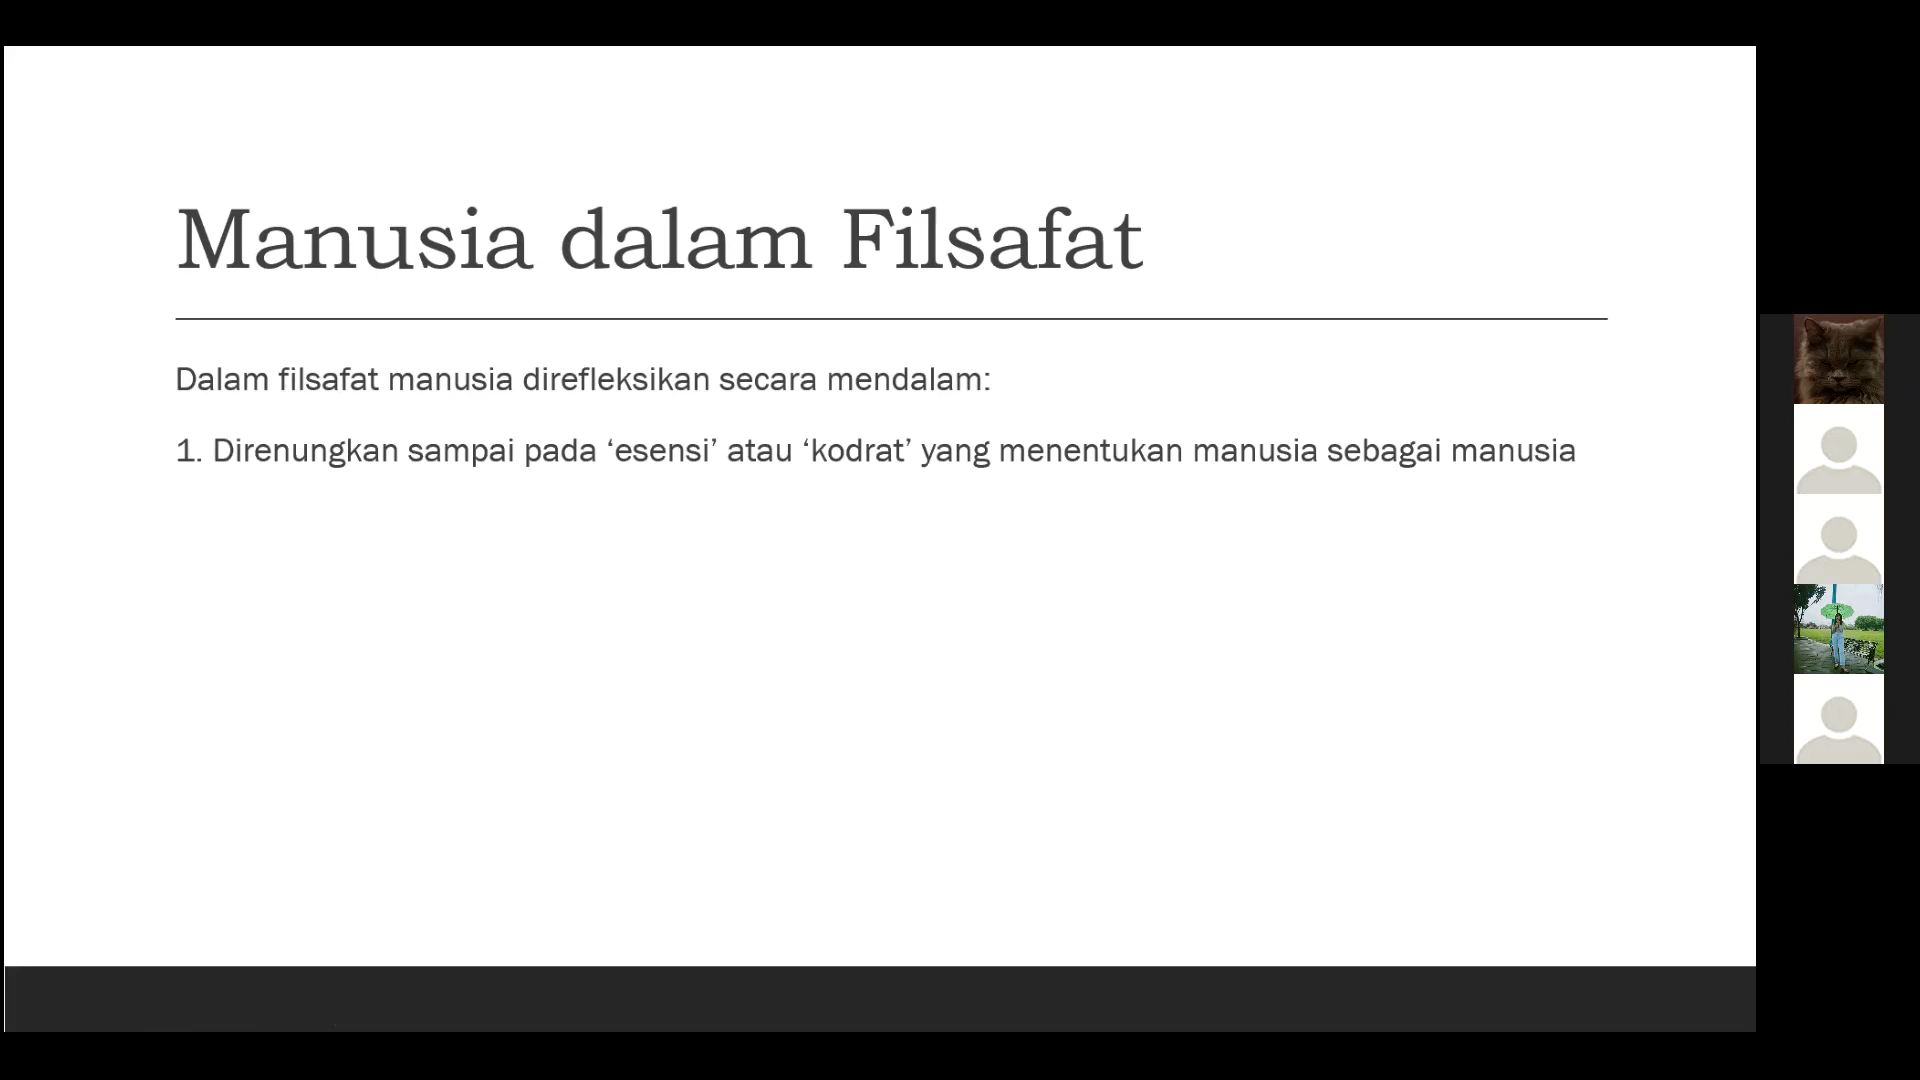 Manusia dalam Filsafat
Dalam filsafat manusia direfleksikan secara mendalam:
1. Direnungkan sampai pada ‘esensi’ atau ‘kodrat’ yang menentukan manusia sebagai manusia